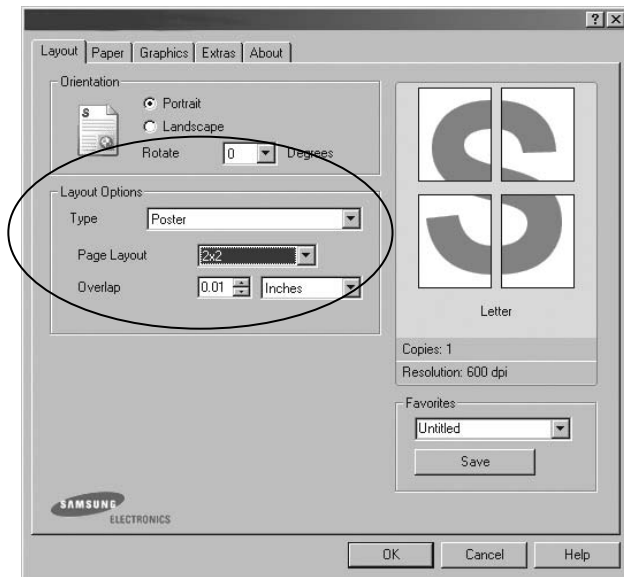 ? X
Layout Paper Graphics Extras About
Orientation
S
Portrait
Landscape
Rotate 0 Degrees
Layout Options
Type Poster
Page Layout 2x2
Overlap 0.01 Inches
S
Letter
Copies: 1
Resolution: 600 dpi
Favorites
Untitled
Save
SAMSUNG
ELECTRONICS
OK Cancel Help